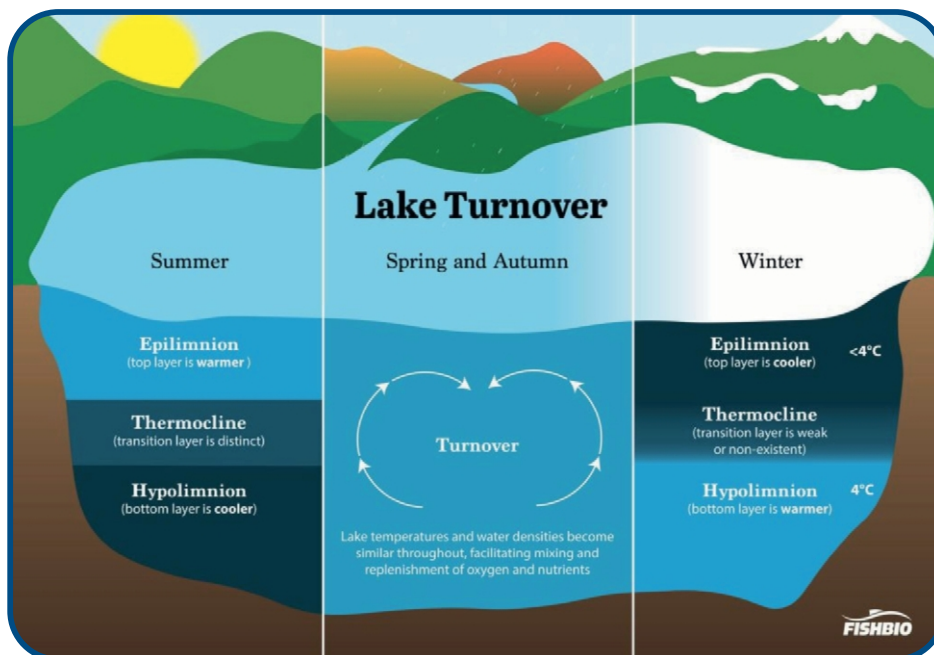 Lake Turnover
Summer
Spring and Autumn
Winter
Epilimnion
(top layer is warmer )
Thermocline
(transition layer is distinct)
Hypolimnion
(bottom layer is cooler)
Turnover
Lake temperatures and water densities become
similar throughout, facilitating mixing and
replenishment of oxygen and nutrients
Epilimnion
(top layer is cooler)
<4°C
Thermocline
(transition layer is weak
or non-existent)
Hypolimnion
(bottom layer is warmer)
4°C
FISHBIO